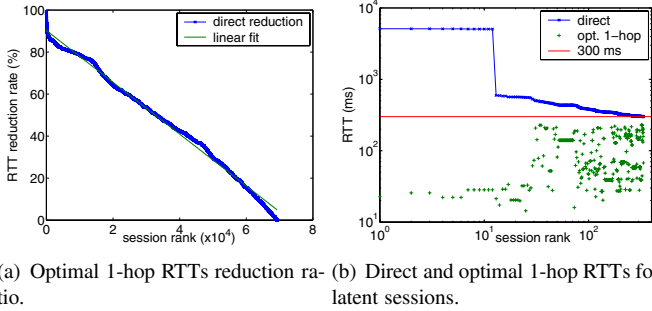 100
80
60
40
20
0
RTT reduction rate (%)
0 2 4 6 8
session rank (x10⁴)
direct reduction
linear fit
10⁴
10³
10²
10¹
RTT (ms)
10⁰ 10¹ 10²
session rank
direct
opt. 1−hop
300 ms
(a) Optimal 1-hop RTTs reduction ra-
tio.
(b) Direct and optimal 1-hop RTTs fo
latent sessions.